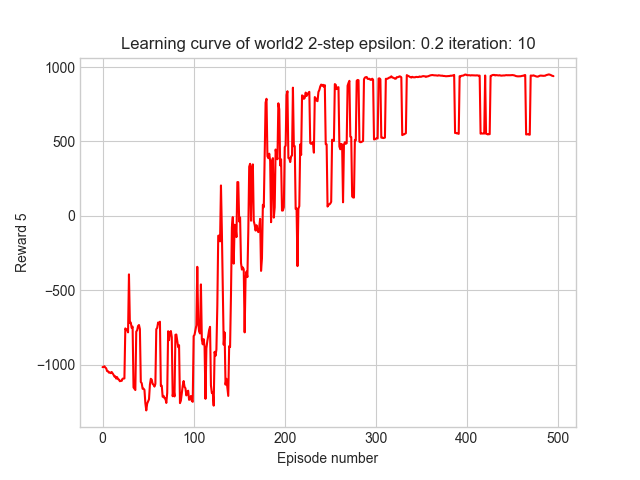 Learning curve of world2 2-step epsilon: 0.2 iteration: 10
1000
500
0
−500
−1000
Reward 5
0 100 200 300 400 500
Episode number